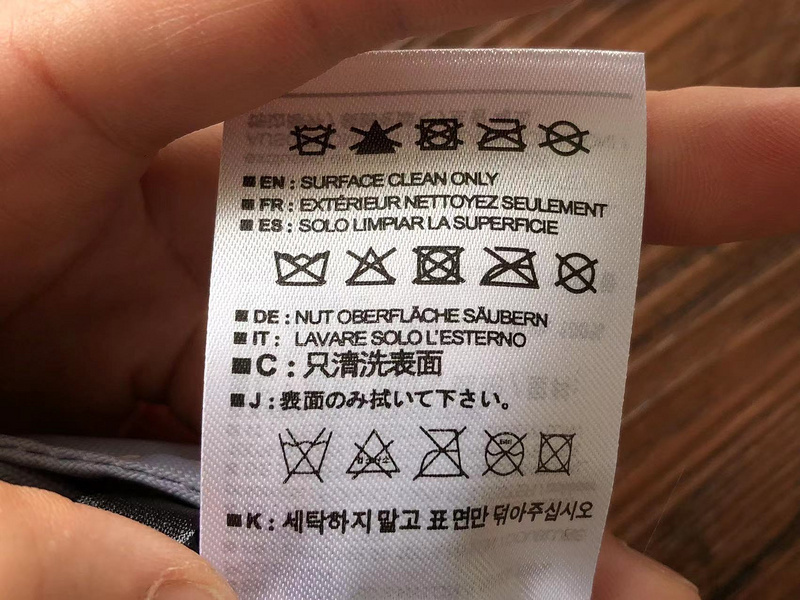 EN : SURFACE CLEAN ONLY
FR : EXTÉRIEUR NETTOYEZ SEULEMENT
ES : SOLO LIMPIAR LA SUPERFICIE
DE : NUT OBERFLÄCHE SÄUBERN
IT : LAVARE SOLO L'ESTERNO
C : 只清洗表面
J : 表面のみ拭いて下さい。
K : 세탁하지 말고 표면만 닦아주십시오